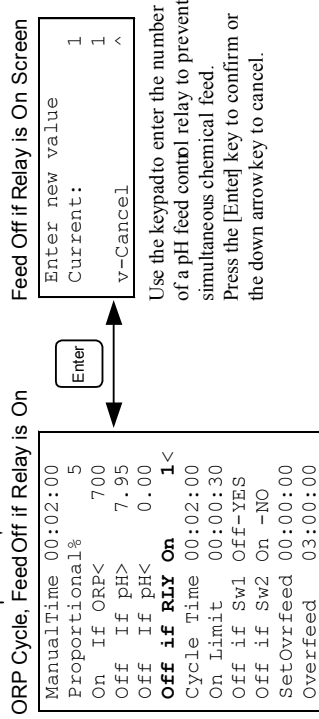 ORP Cycle, Feed Off if Relay is On
ManualTime 00:02:00
Proportional% 5
On If ORP< 700
Off If pH> 7.95
Off If pH< 0.00
Off if RLY On 1<
Cycle Time 00:02:00
On Limit 00:00:30
Off if Sw1 Off-YES
Off if Sw2 On -NO
SetOvrfeed 00:00:00
Overfeed 03:00:00
Enter
Feed Off if Relay is On Screen
Enter new value
Current: 1
1
v-Cancel ^
Use the keypad to enter the number
of a pH feed control relay to prevent
simultaneous chemical feed.
Press the [Enter] key to confirm or
the down arrow key to cancel.